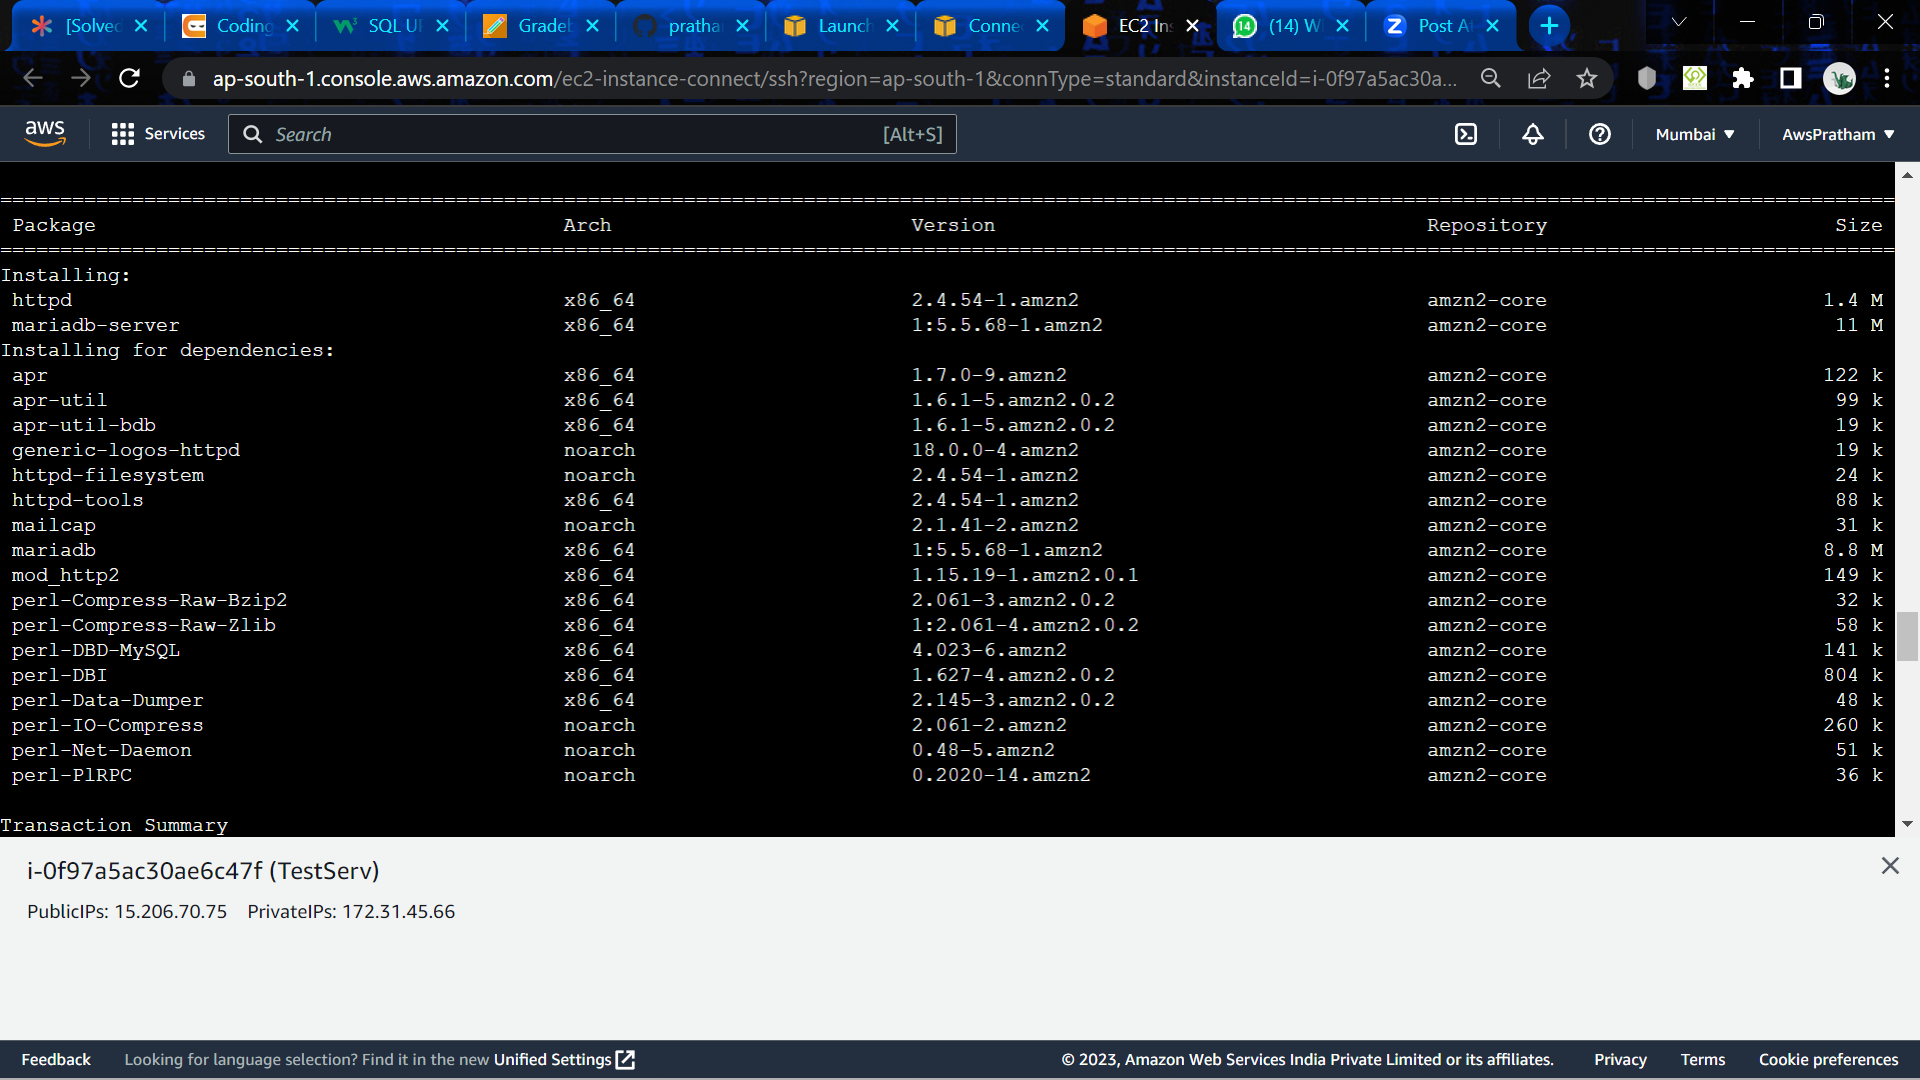 [Solved
Coding
SQL UP
Gradeb
pratha
Launch
Conne
EC2 Ins
14
(14) W
Z
Post A
ap-south-1.console.aws.amazon.com/ec2-instance-connect/ssh?region=ap-south-1&connType=standard&instanceId=i-0f97a5ac30a...
aws
Services
Search
[Alt+S]
Mumbai
AwsPratham
Package Arch Version Repository Size
Installing:
httpd x86_64 2.4.54-1.amzn2 amzn2-core 1.4 M
mariadb-server x86_64 1:5.5.68-1.amzn2 amzn2-core 11 M
Installing for dependencies:
apr x86_64 1.7.0-9.amzn2 amzn2-core 122 k
apr-util x86_64 1.6.1-5.amzn2.0.2 amzn2-core 99 k
apr-util-bdb x86_64 1.6.1-5.amzn2.0.2 amzn2-core 19 k
generic-logos-httpd noarch 18.0.0-4.amzn2 amzn2-core 19 k
httpd-filesystem noarch 2.4.54-1.amzn2 amzn2-core 24 k
httpd-tools x86_64 2.4.54-1.amzn2 amzn2-core 88 k
mailcap noarch 2.1.41-2.amzn2 amzn2-core 31 k
mariadb x86_64 1:5.5.68-1.amzn2 amzn2-core 8.8 M
mod_http2 x86_64 1.15.19-1.amzn2.0.1 amzn2-core 149 k
perl-Compress-Raw-Bzip2 x86_64 2.061-3.amzn2.0.2 amzn2-core 32 k
perl-Compress-Raw-Zlib x86_64 1:2.061-4.amzn2.0.2 amzn2-core 58 k
perl-DBD-MySQL x86_64 4.023-6.amzn2 amzn2-core 141 k
perl-DBI x86_64 1.627-4.amzn2.0.2 amzn2-core 804 k
perl-Data-Dumper x86_64 2.145-3.amzn2.0.2 amzn2-core 48 k
perl-IO-Compress noarch 2.061-2.amzn2 amzn2-core 260 k
perl-Net-Daemon noarch 0.48-5.amzn2 amzn2-core 51 k
perl-PlRPC noarch 0.2020-14.amzn2 amzn2-core 36 k
Transaction Summary
i-0f97a5ac30ae6c47f (TestServ)
PublicIPs: 15.206.70.75 PrivateIPs: 172.31.45.66
Feedback
Looking for language selection? Find it in the new Unified Settings
© 2023, Amazon Web Services India Private Limited or its affiliates.
Privacy
Terms
Cookie preferences